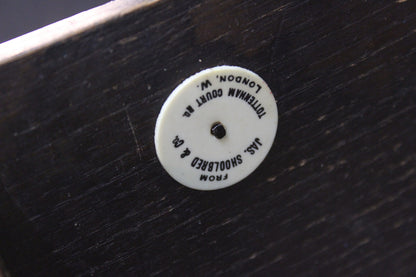 FROM
JAS. SHOOLBRED & CO.
TOTTENHAM COURT RD.
LONDON, W.